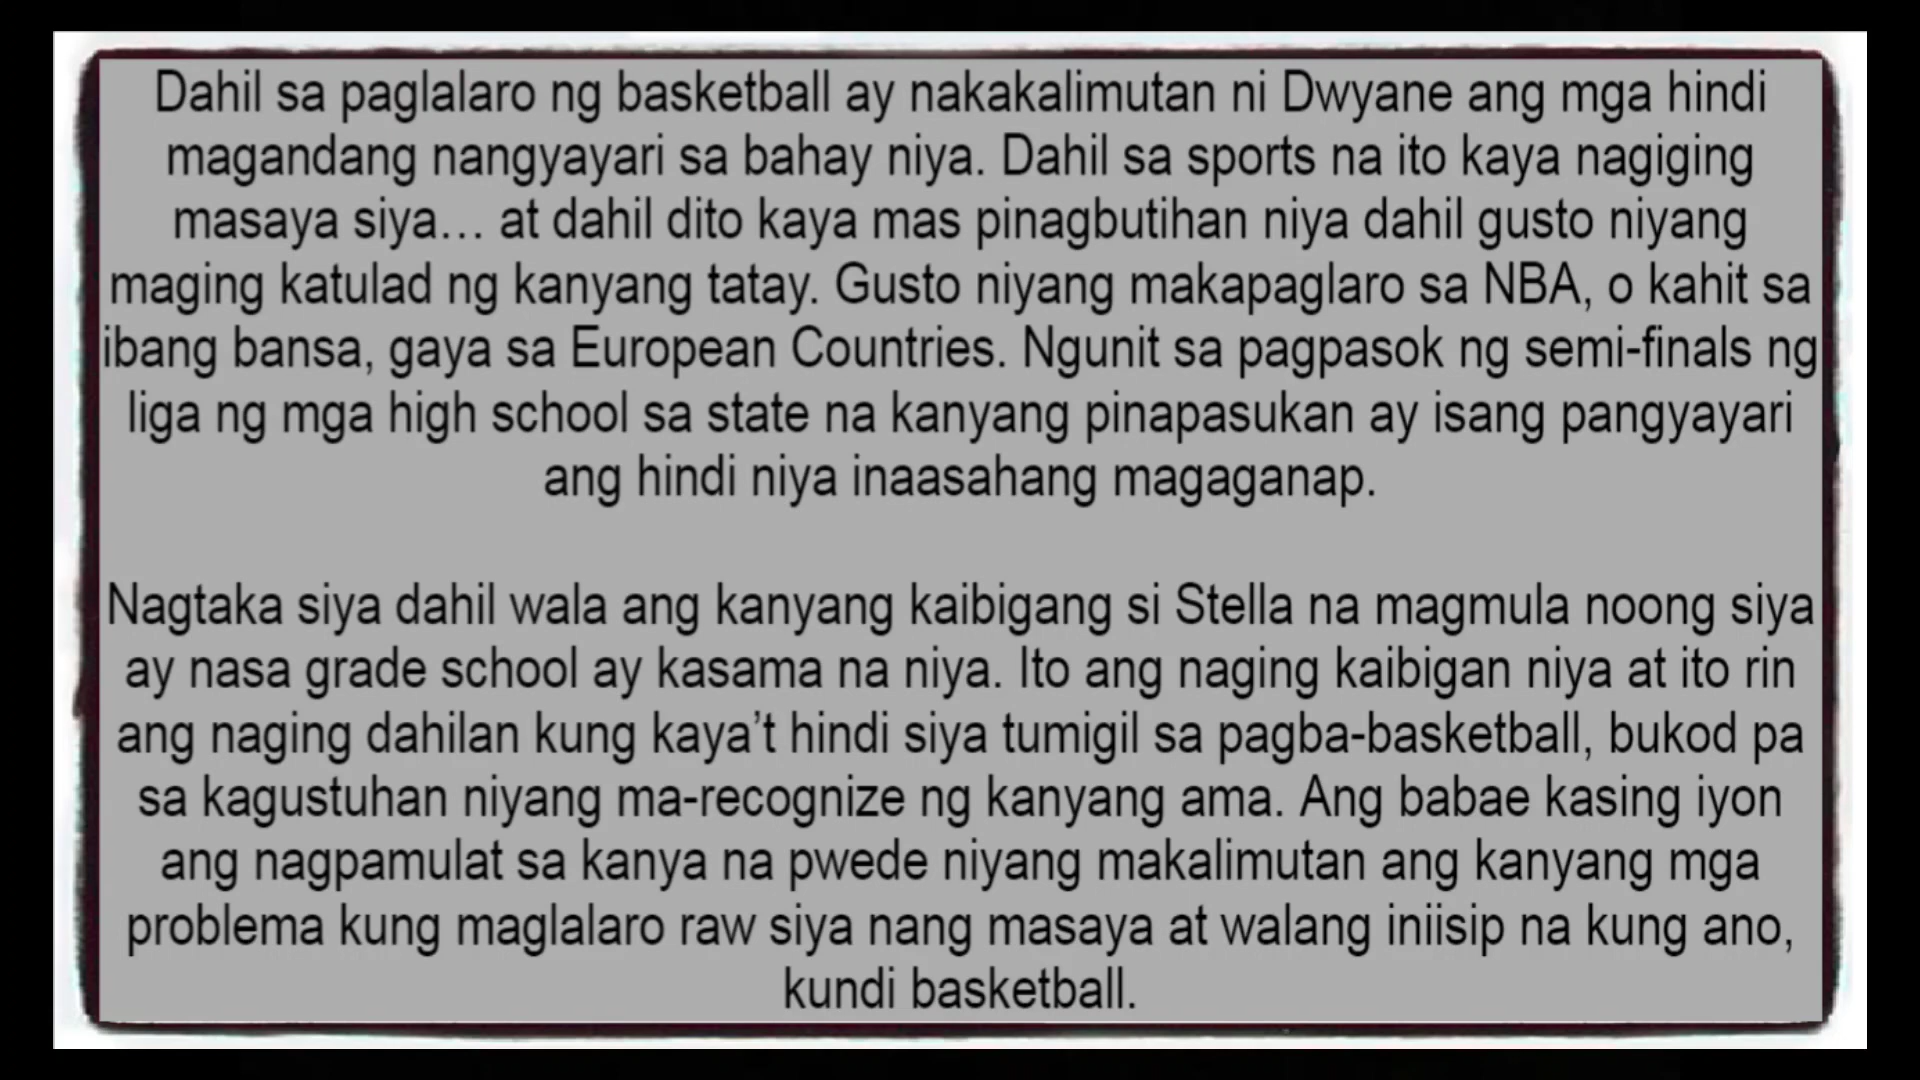 Dahil sa paglalaro ng basketball ay nakakalimutan ni Dwyane ang mga hindi
magandang nangyayari sa bahay niya. Dahil sa sports na ito kaya nagiging
masaya siya… at dahil dito kaya mas pinagbutihan niya dahil gusto niyang
maging katulad ng kanyang tatay. Gusto niyang makapaglaro sa NBA, o kahit sa
ibang bansa, gaya sa European Countries. Ngunit sa pagpasok ng semi-finals ng
liga ng mga high school sa state na kanyang pinapasukan ay isang pangyayari
ang hindi niya inaasahang magaganap.
Nagtaka siya dahil wala ang kanyang kaibigang si Stella na magmula noong siya
ay nasa grade school ay kasama na niya. Ito ang naging kaibigan niya at ito rin
ang naging dahilan kung kaya’t hindi siya tumigil sa pagba-basketball, bukod pa
sa kagustuhan niyang ma-recognize ng kanyang ama. Ang babae kasing iyon
ang nagpamulat sa kanya na pwede niyang makalimutan ang kanyang mga
problema kung maglalaro raw siya nang masaya at walang iniisip na kung ano,
kundi basketball.